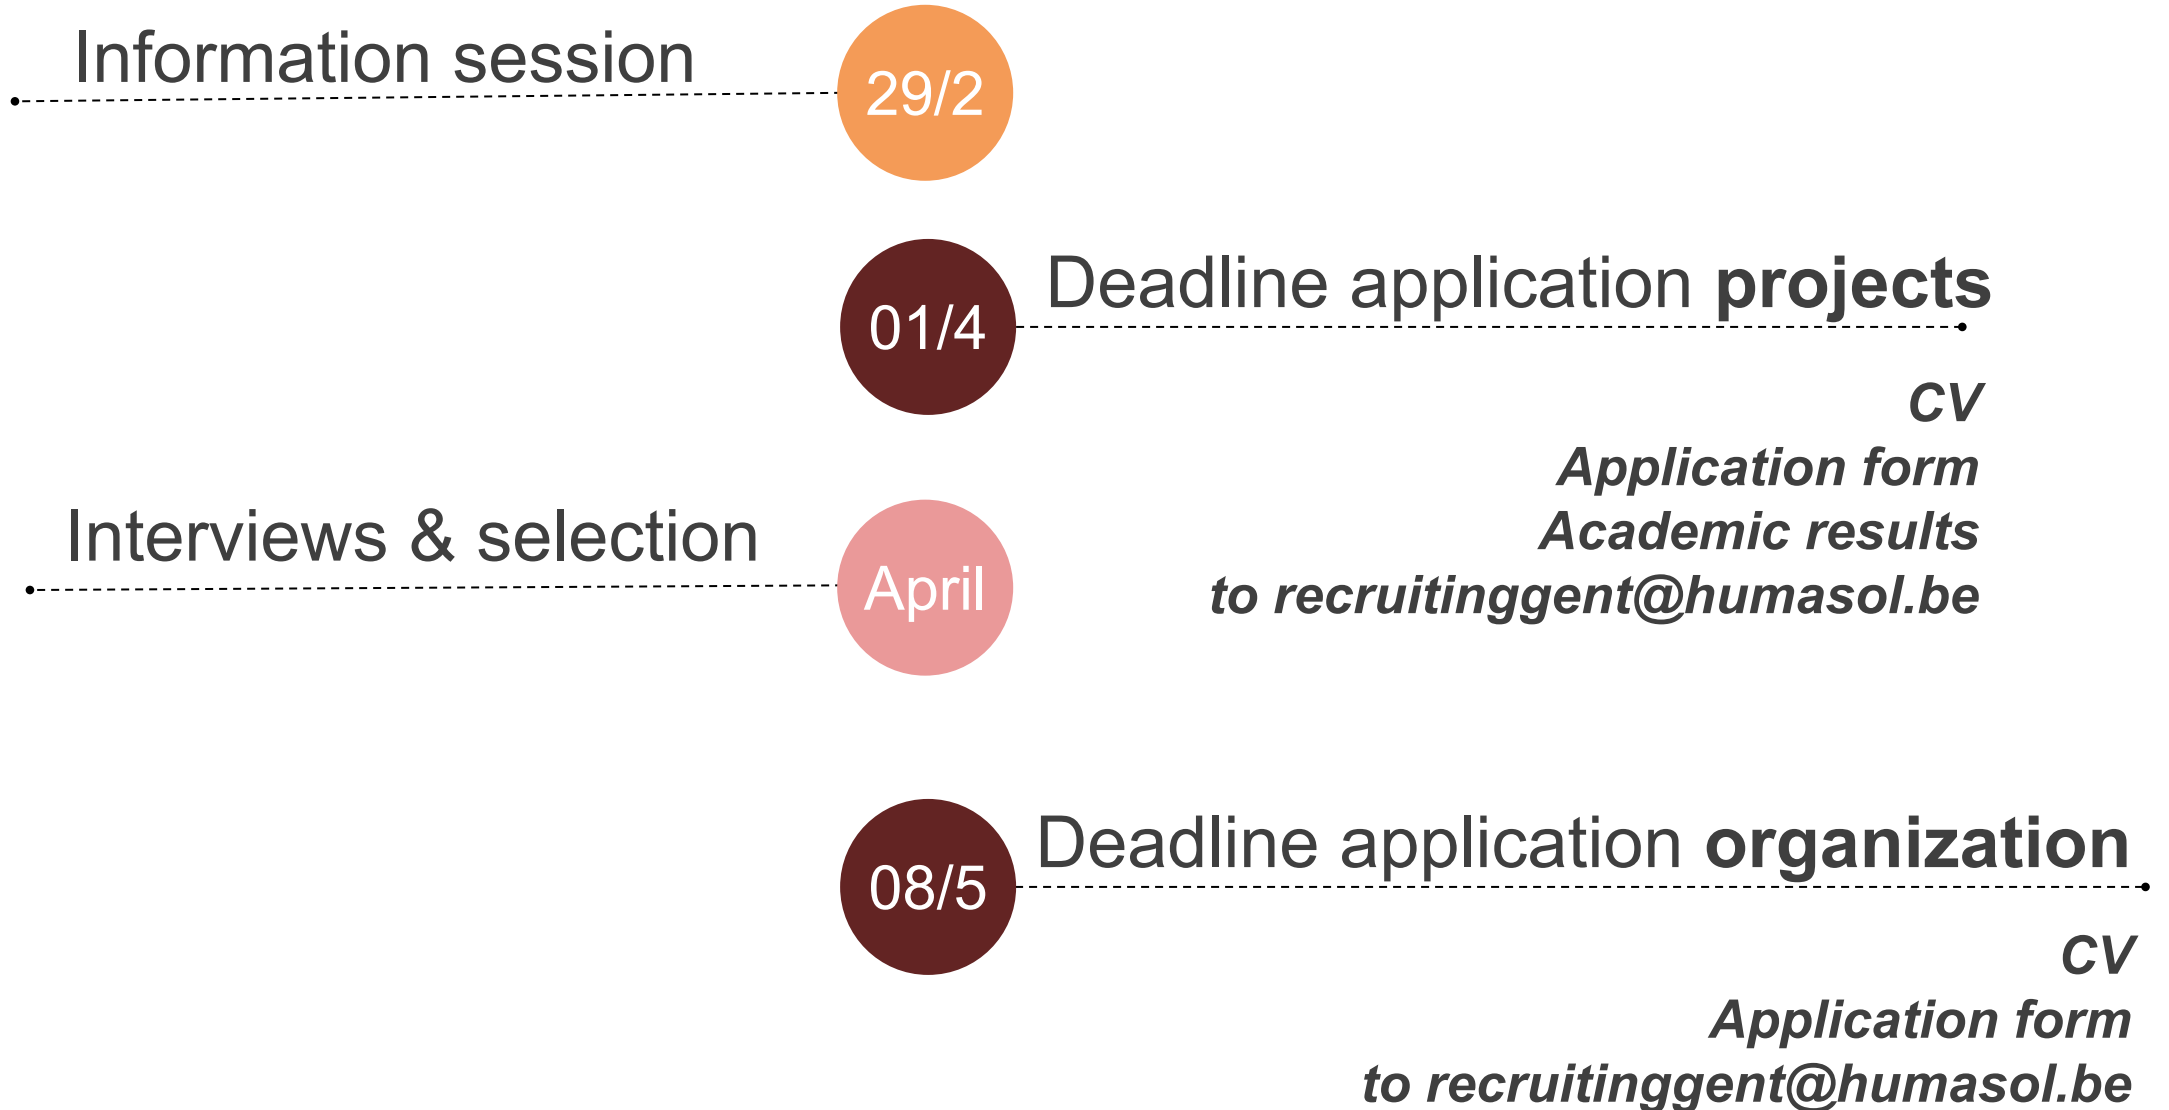 Information session
29/2
01/4
Deadline application projects
CV
Application form
Academic results
to recruitinggent@humasol.be
Interviews & selection
April
08/5
Deadline application organization
CV
Application form
to recruitinggent@humasol.be